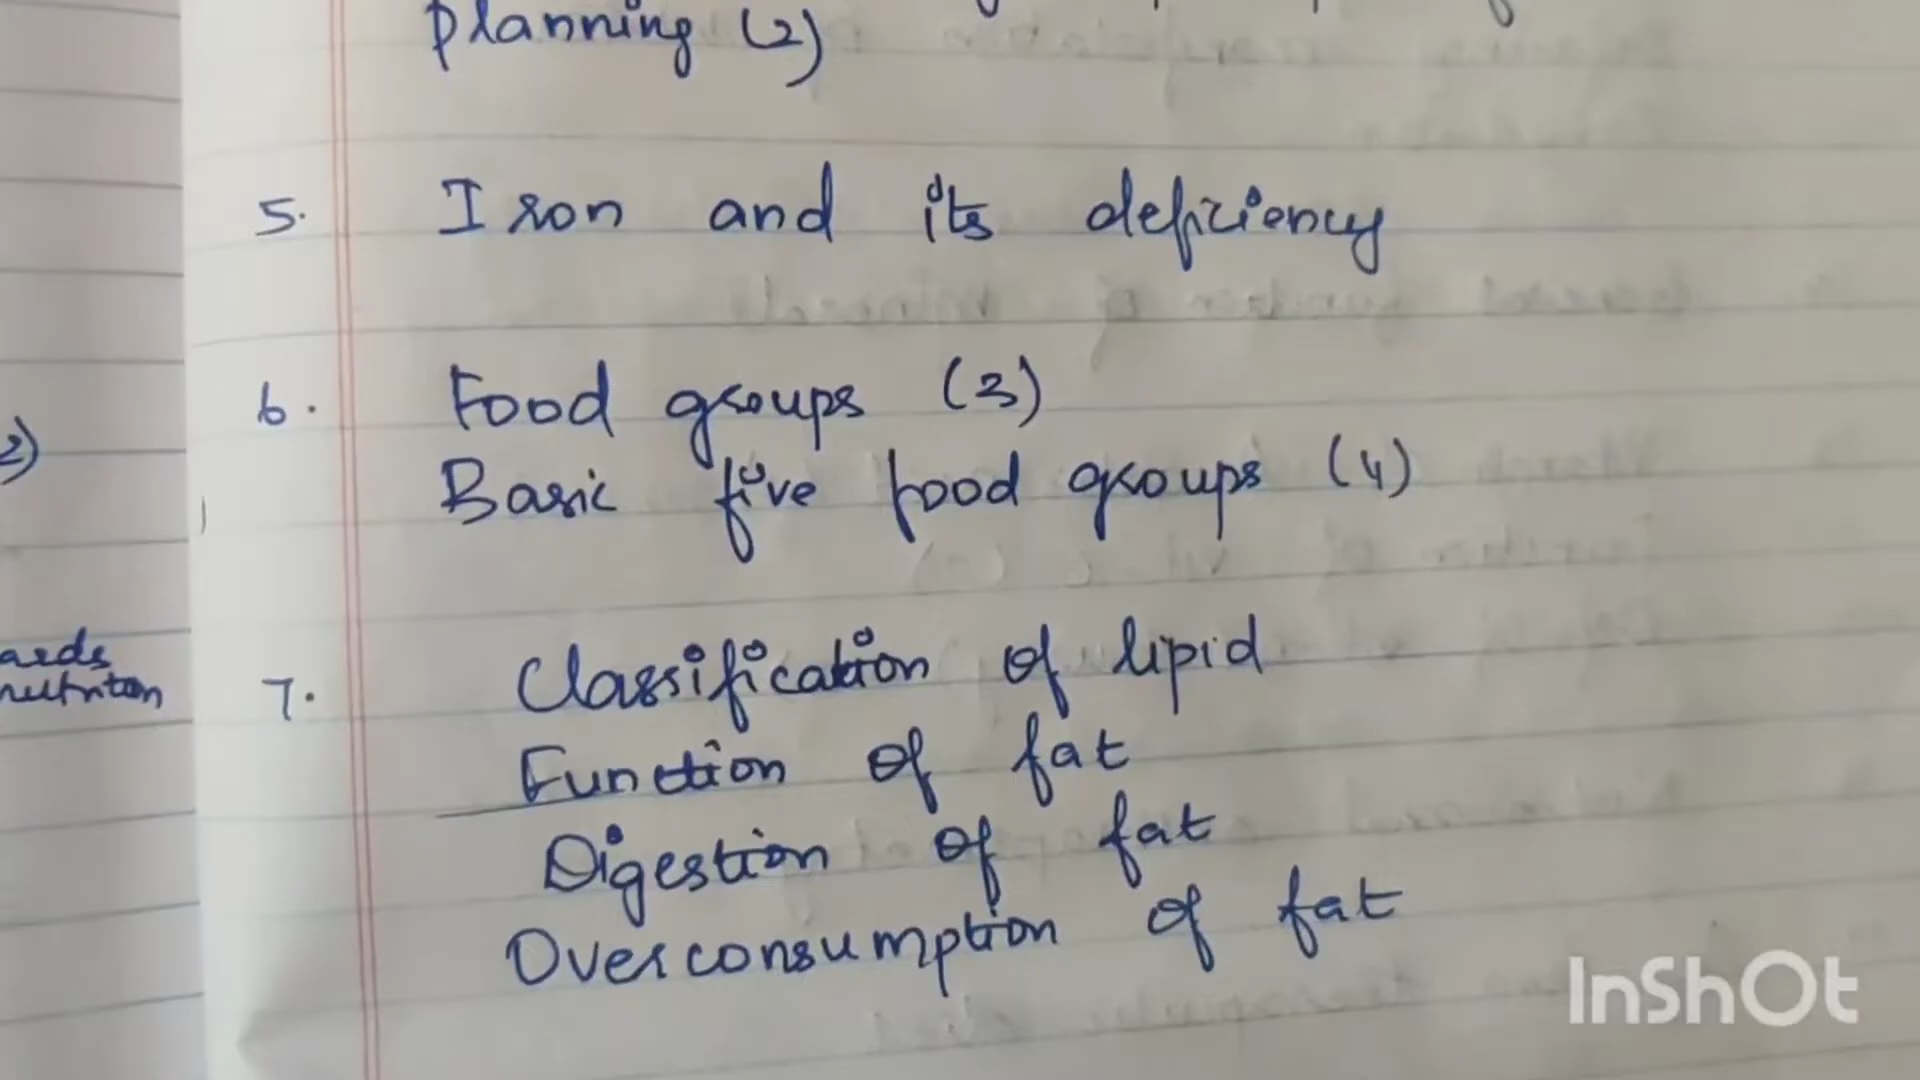 planning (2)
5. Iron and its deficiency
6. Food groups (3)
Basic five food groups (4)
2)
7. Classification of lipid
Function of fat
Digestion of fat
Overconsumption of fat
InShOt